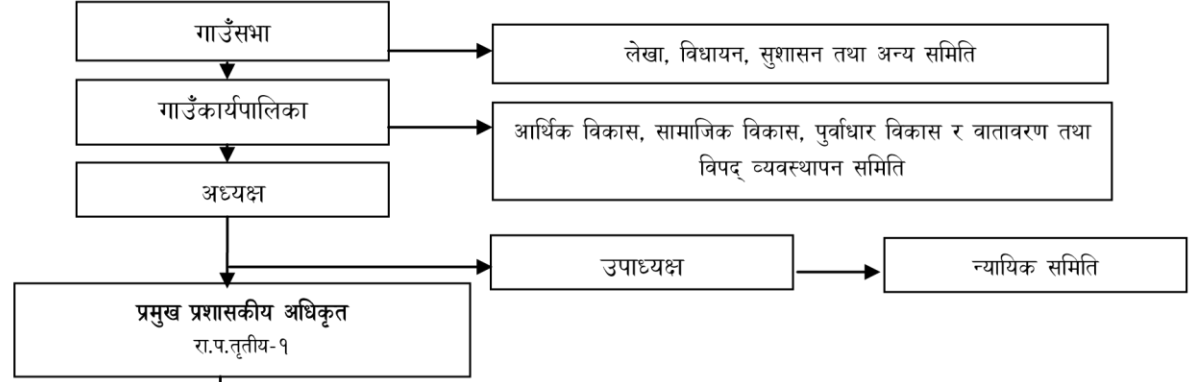 गाउँसभा
लेखा, विधायन, सुशासन तथा अन्य समिति
गाउँकार्यपालिका
आर्थिक विकास, सामाजिक विकास, पुर्वाधार विकास र वातावरण तथा
विपद् व्यवस्थापन समिति
अध्यक्ष
उपाध्यक्ष
न्यायिक समिति
प्रमुख प्रशासकीय अधिकृत
रा.प.तृतीय-१